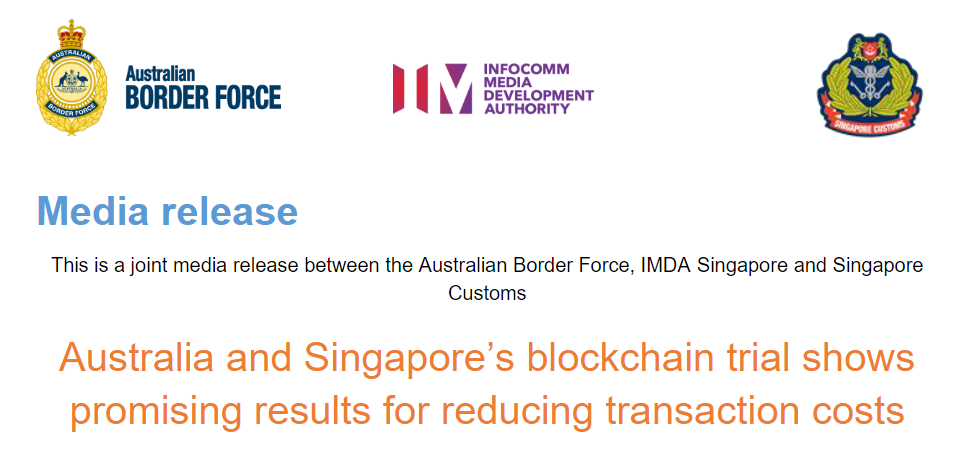 AUSTRALIAN
BORDER FORCE
Australian
BORDER FORCE
INFOCOMM
MEDIA
DEVELOPMENT
AUTHORITY
SINGAPORE CUSTOMS
Media release
This is a joint media release between the Australian Border Force, IMDA Singapore and Singapore
Customs
Australia and Singapore’s blockchain trial shows
promising results for reducing transaction costs